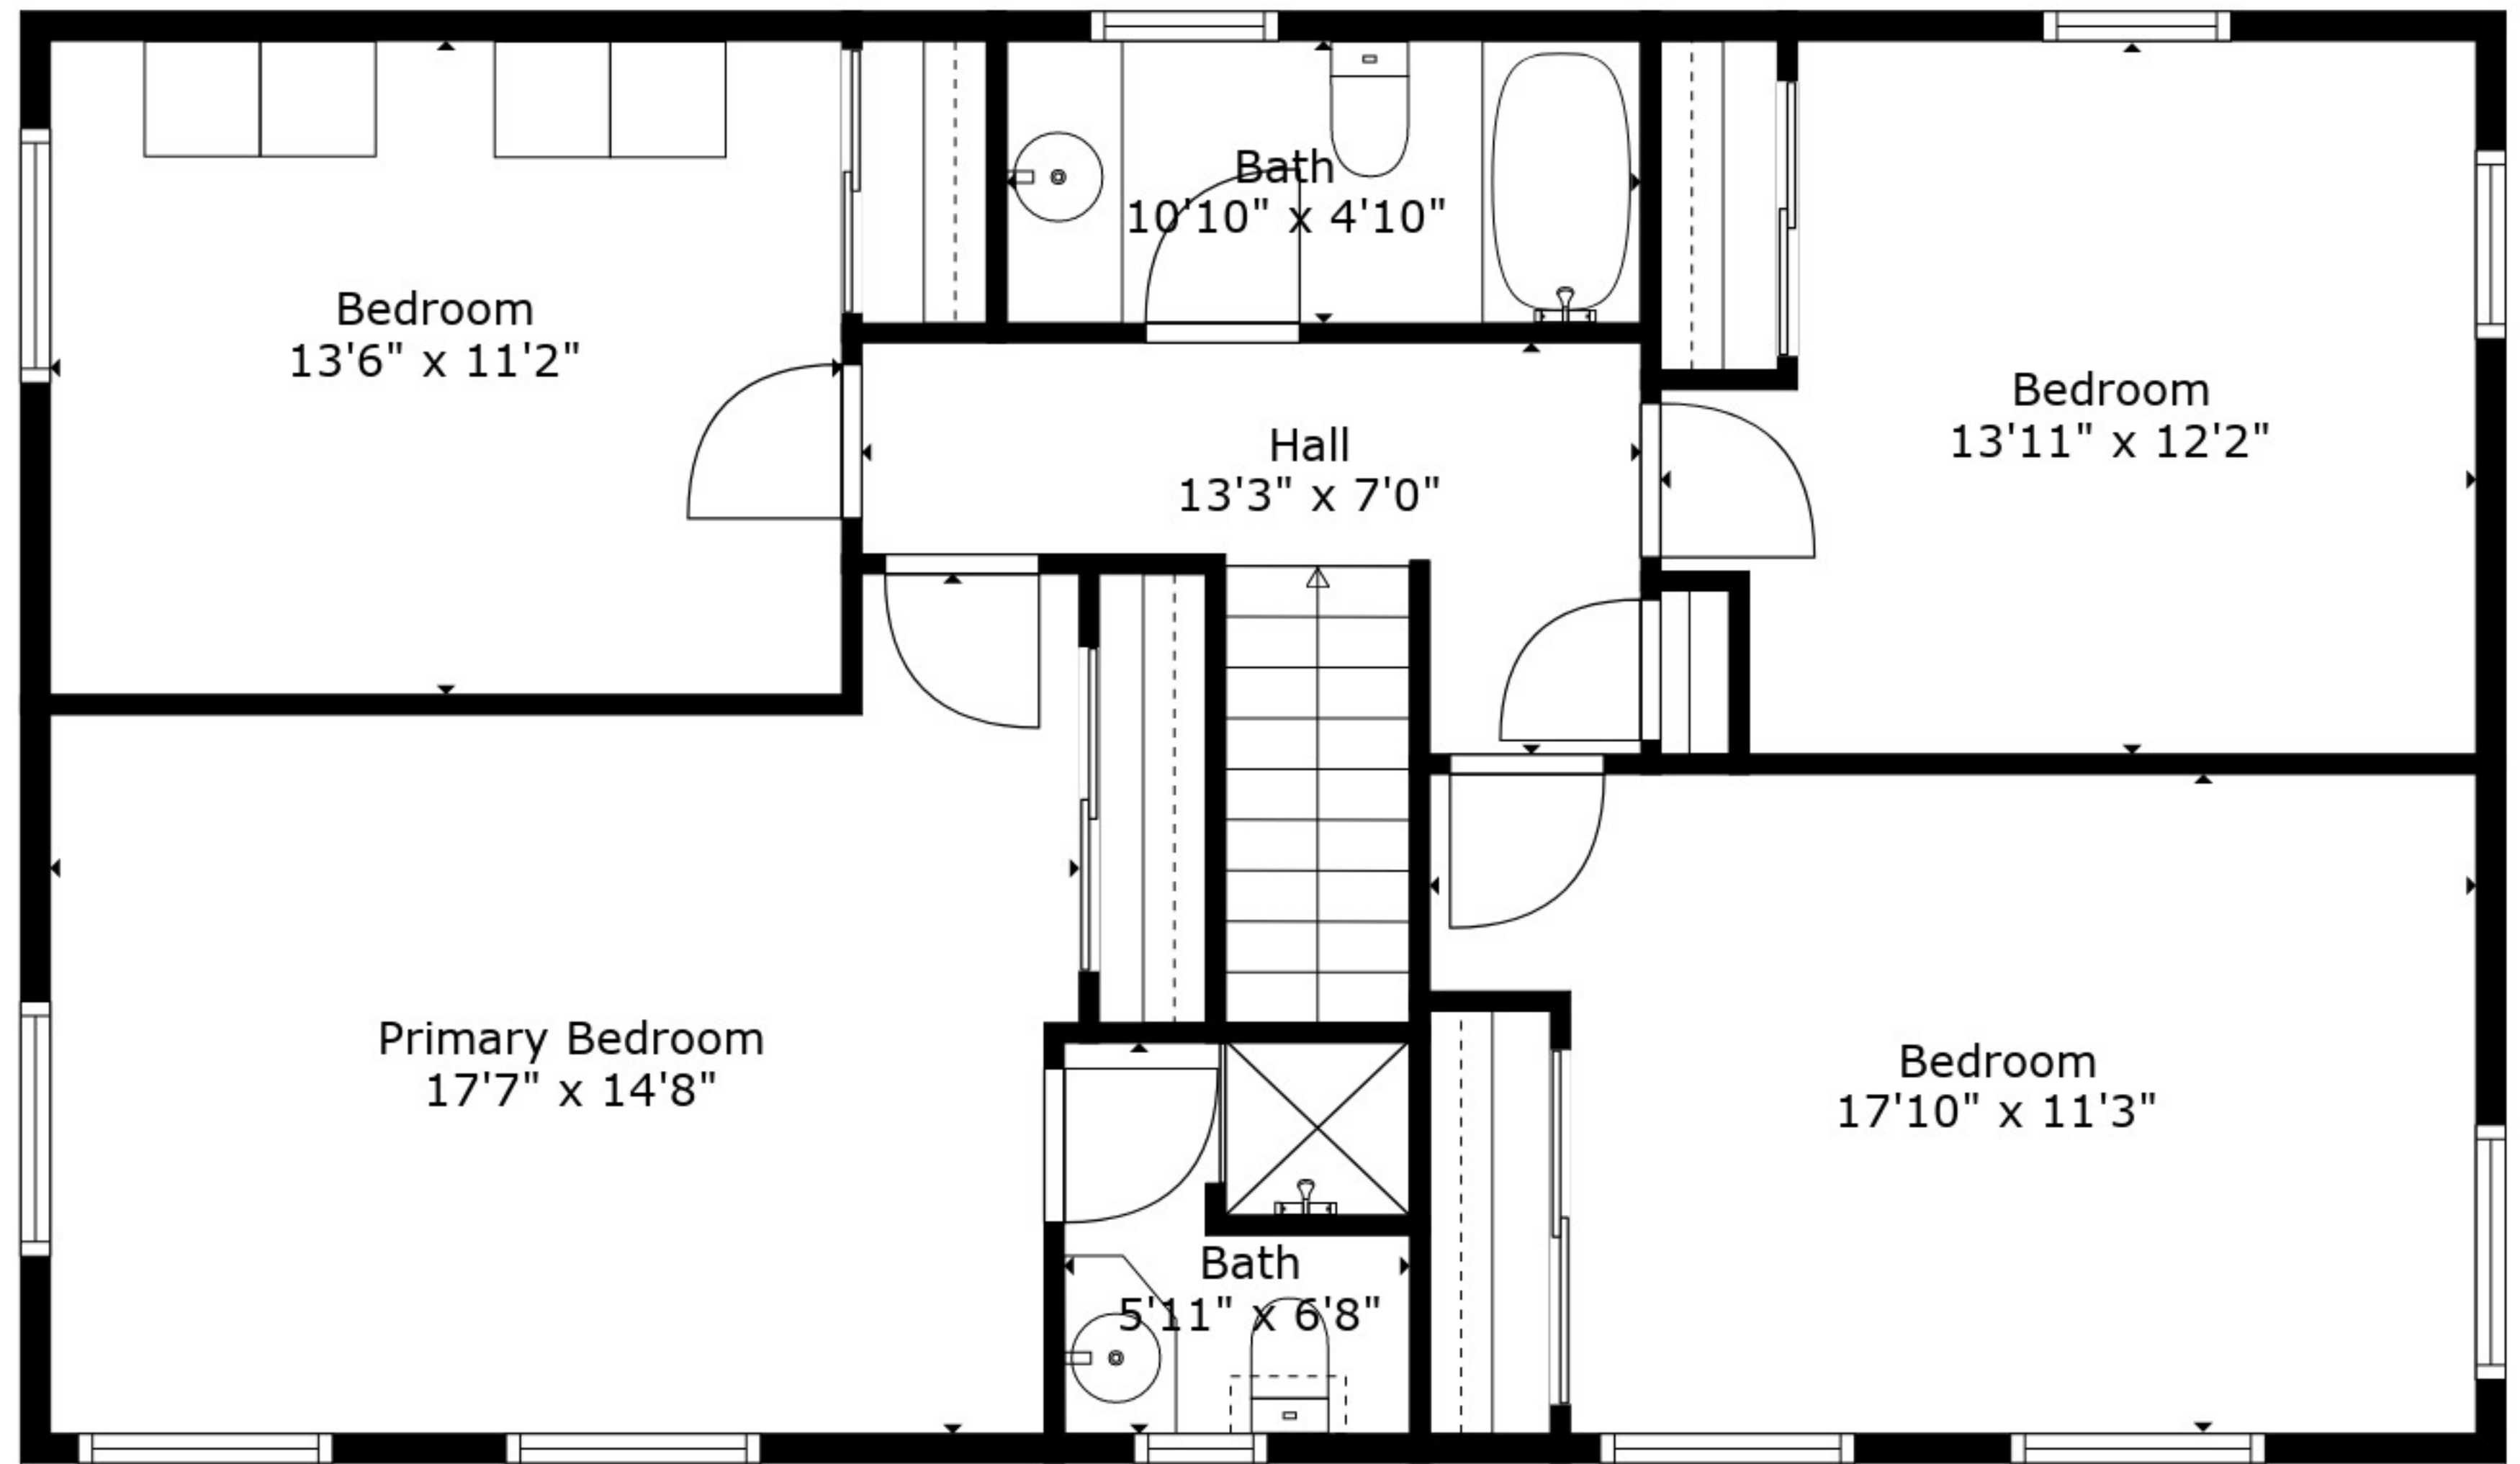 Bath
10'10" x 4'10"
Bedroom
13'6" x 11'2"
Bedroom
13'11" x 12'2"
Hall
13'3" x 7'0"
Primary Bedroom
17'7" x 14'8"
Bedroom
17'10" x 11'3"
Bath
5'11" x 6'8"